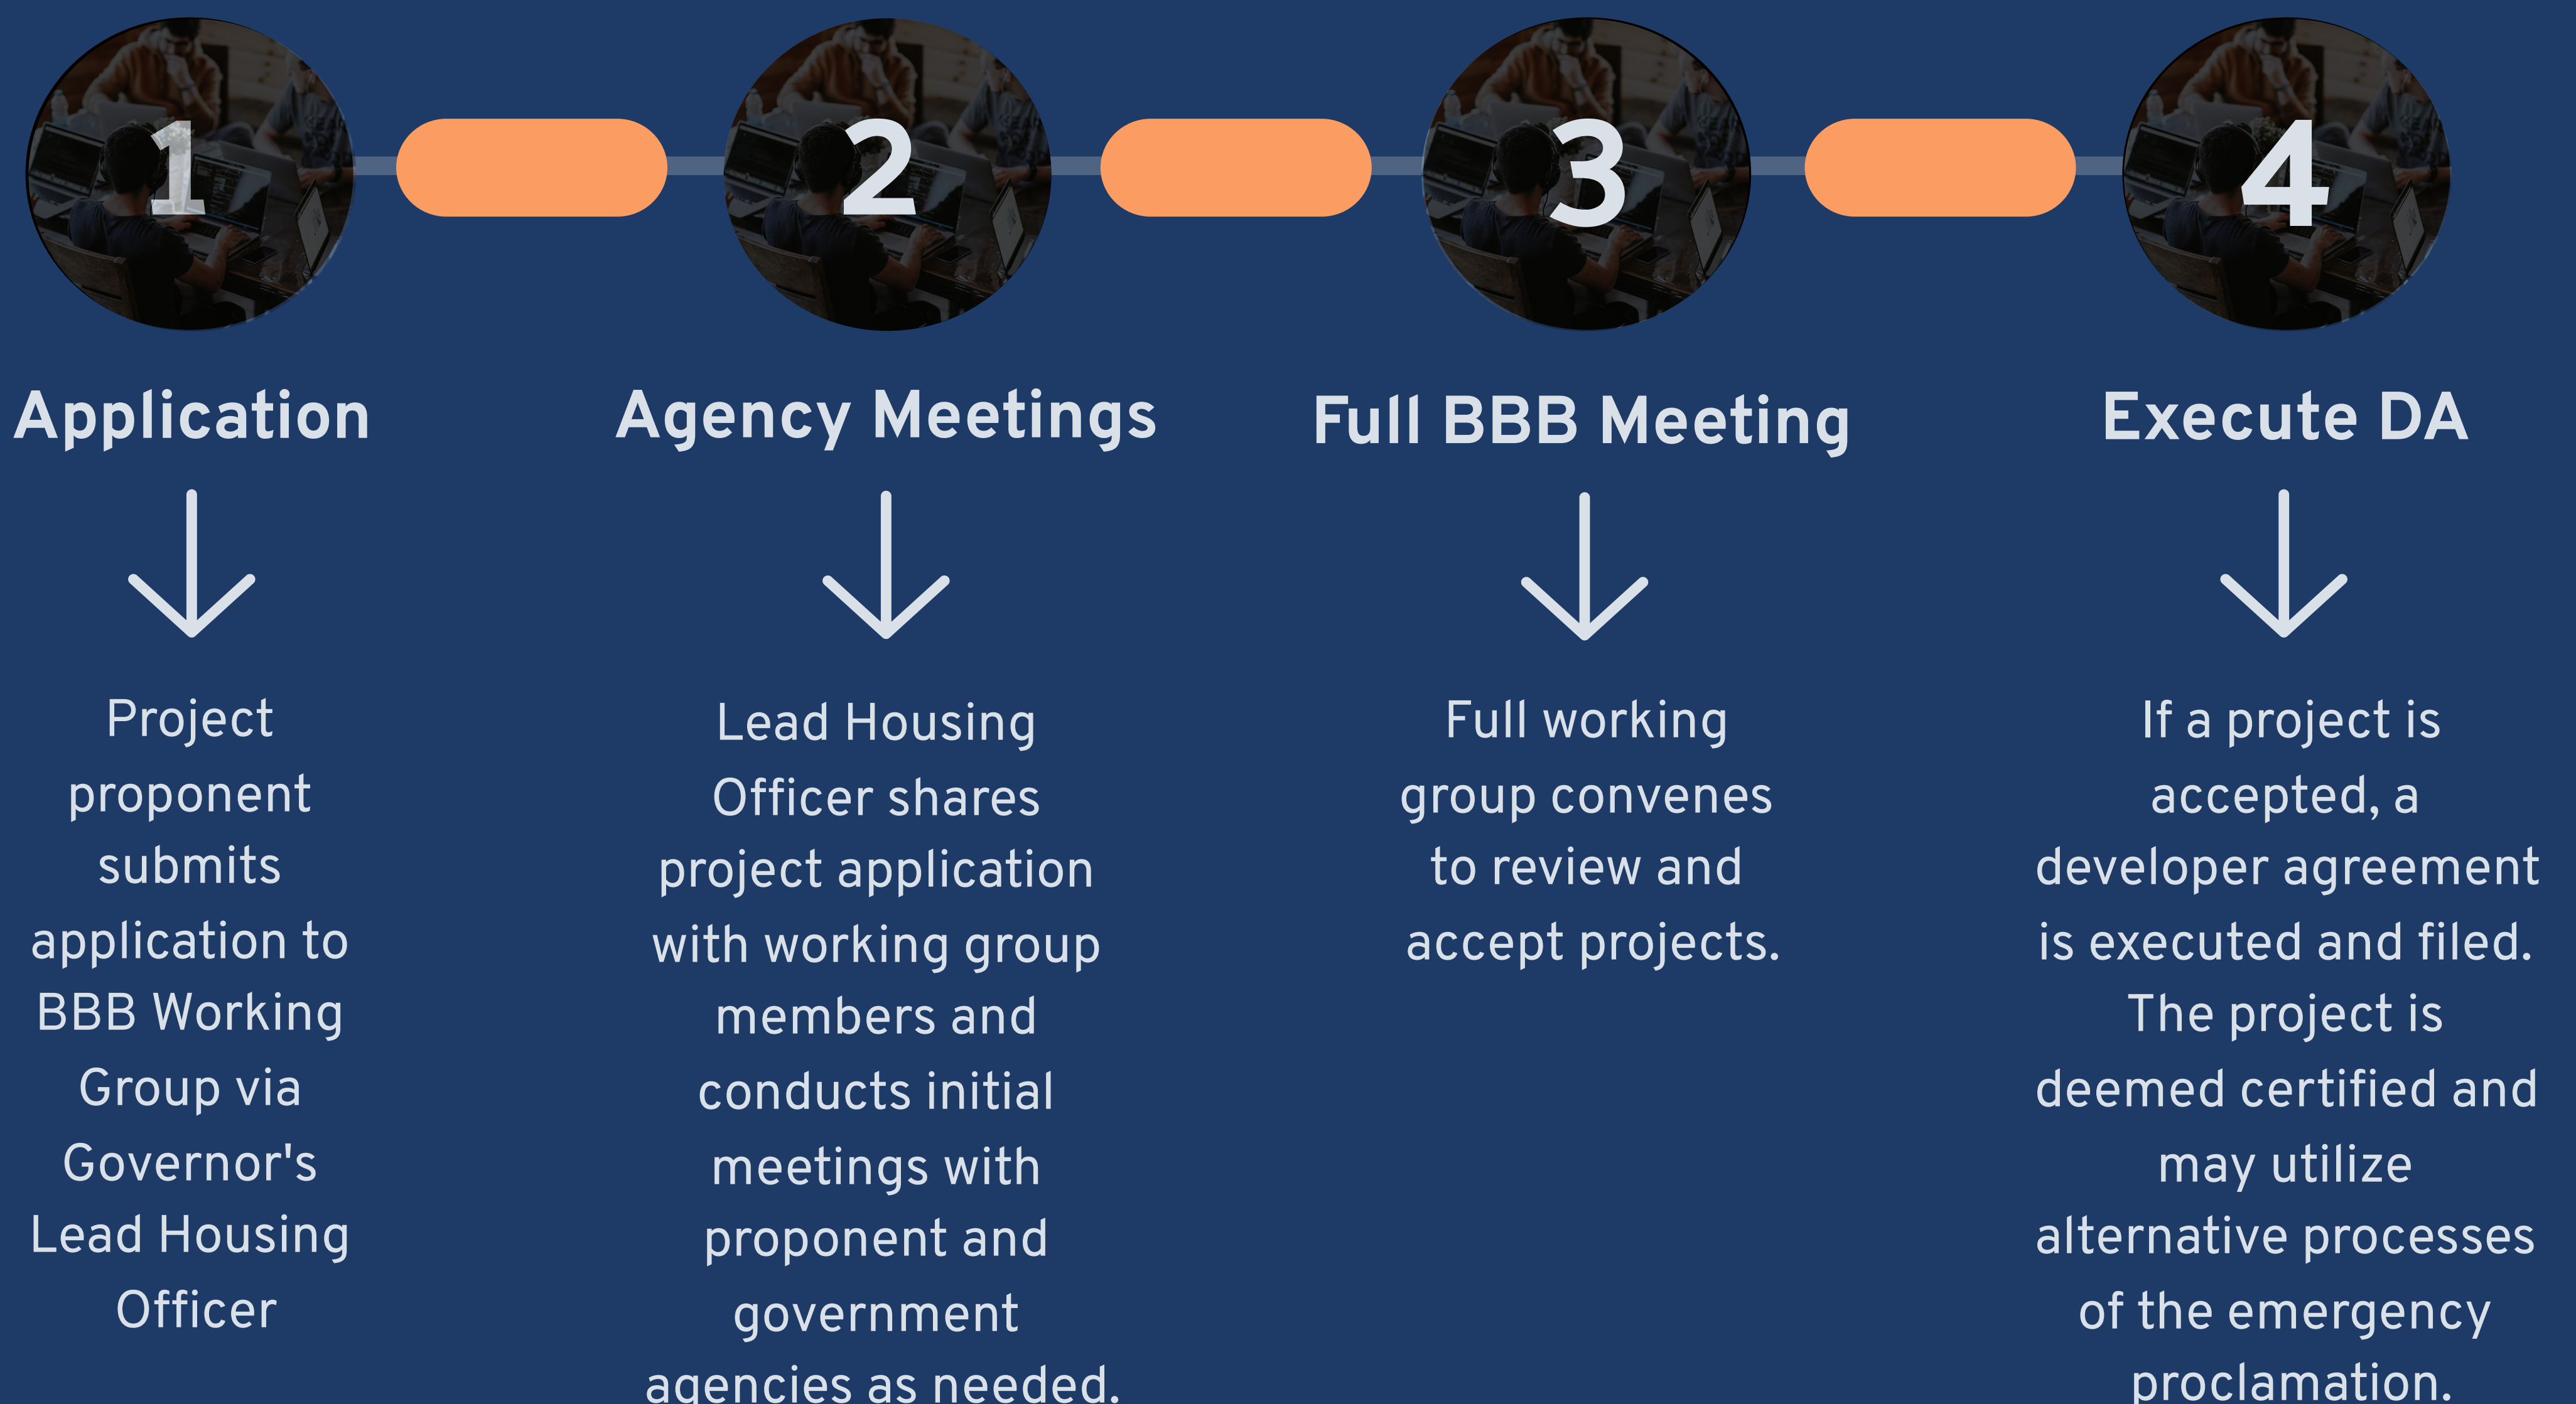 1
2
3
4
Application
Project
proponent
submits
application to
BBB Working
Group via
Governor's
Lead Housing
Officer
Agency Meetings
Lead Housing
Officer shares
project application
with working group
members and
conducts initial
meetings with
proponent and
government
agencies as needed.
Full BBB Meeting
Full working
group convenes
to review and
accept projects.
Execute DA
If a project is
accepted, a
developer agreement
is executed and filed.
The project is
deemed certified and
may utilize
alternative processes
of the emergency
proclamation.